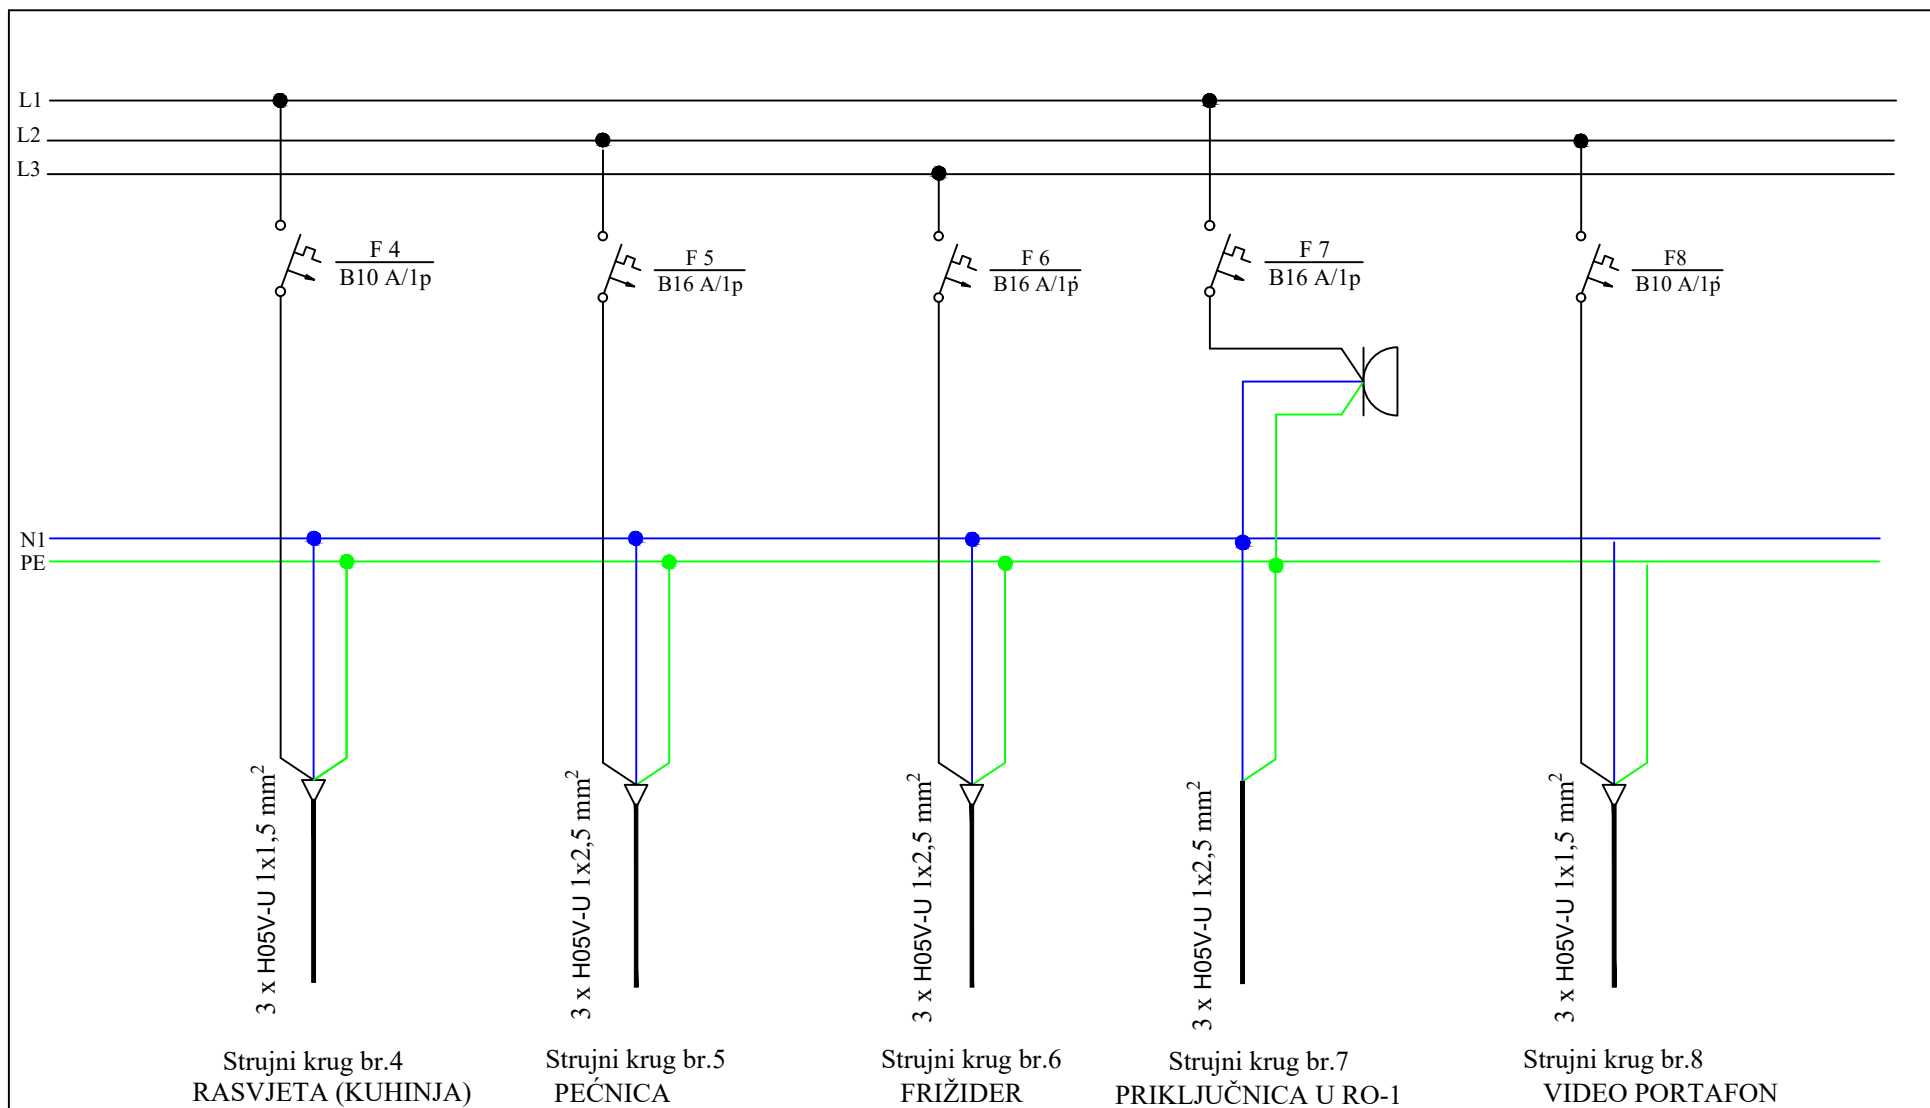 L1
L2
L3
F 4
B10 A/1p
F 5
B16 A/1p
F 6
B16 A/1p
F 7
B16 A/1p
F8
B10 A/1p
N1
PE
3 x H05V-U 1x1,5 mm²
3 x H05V-U 1x2,5 mm²
3 x H05V-U 1x2,5 mm²
3 x H05V-U 1x2,5 mm²
3 x H05V-U 1x1,5 mm²
Strujni krug br.4
RASVJETA (KUHINJA)
Strujni krug br.5
PEĆNICA
Strujni krug br.6
FRIŽIDER
Strujni krug br.7
PRIKLJUČNICA U RO-1
Strujni krug br.8
VIDEO PORTAFON